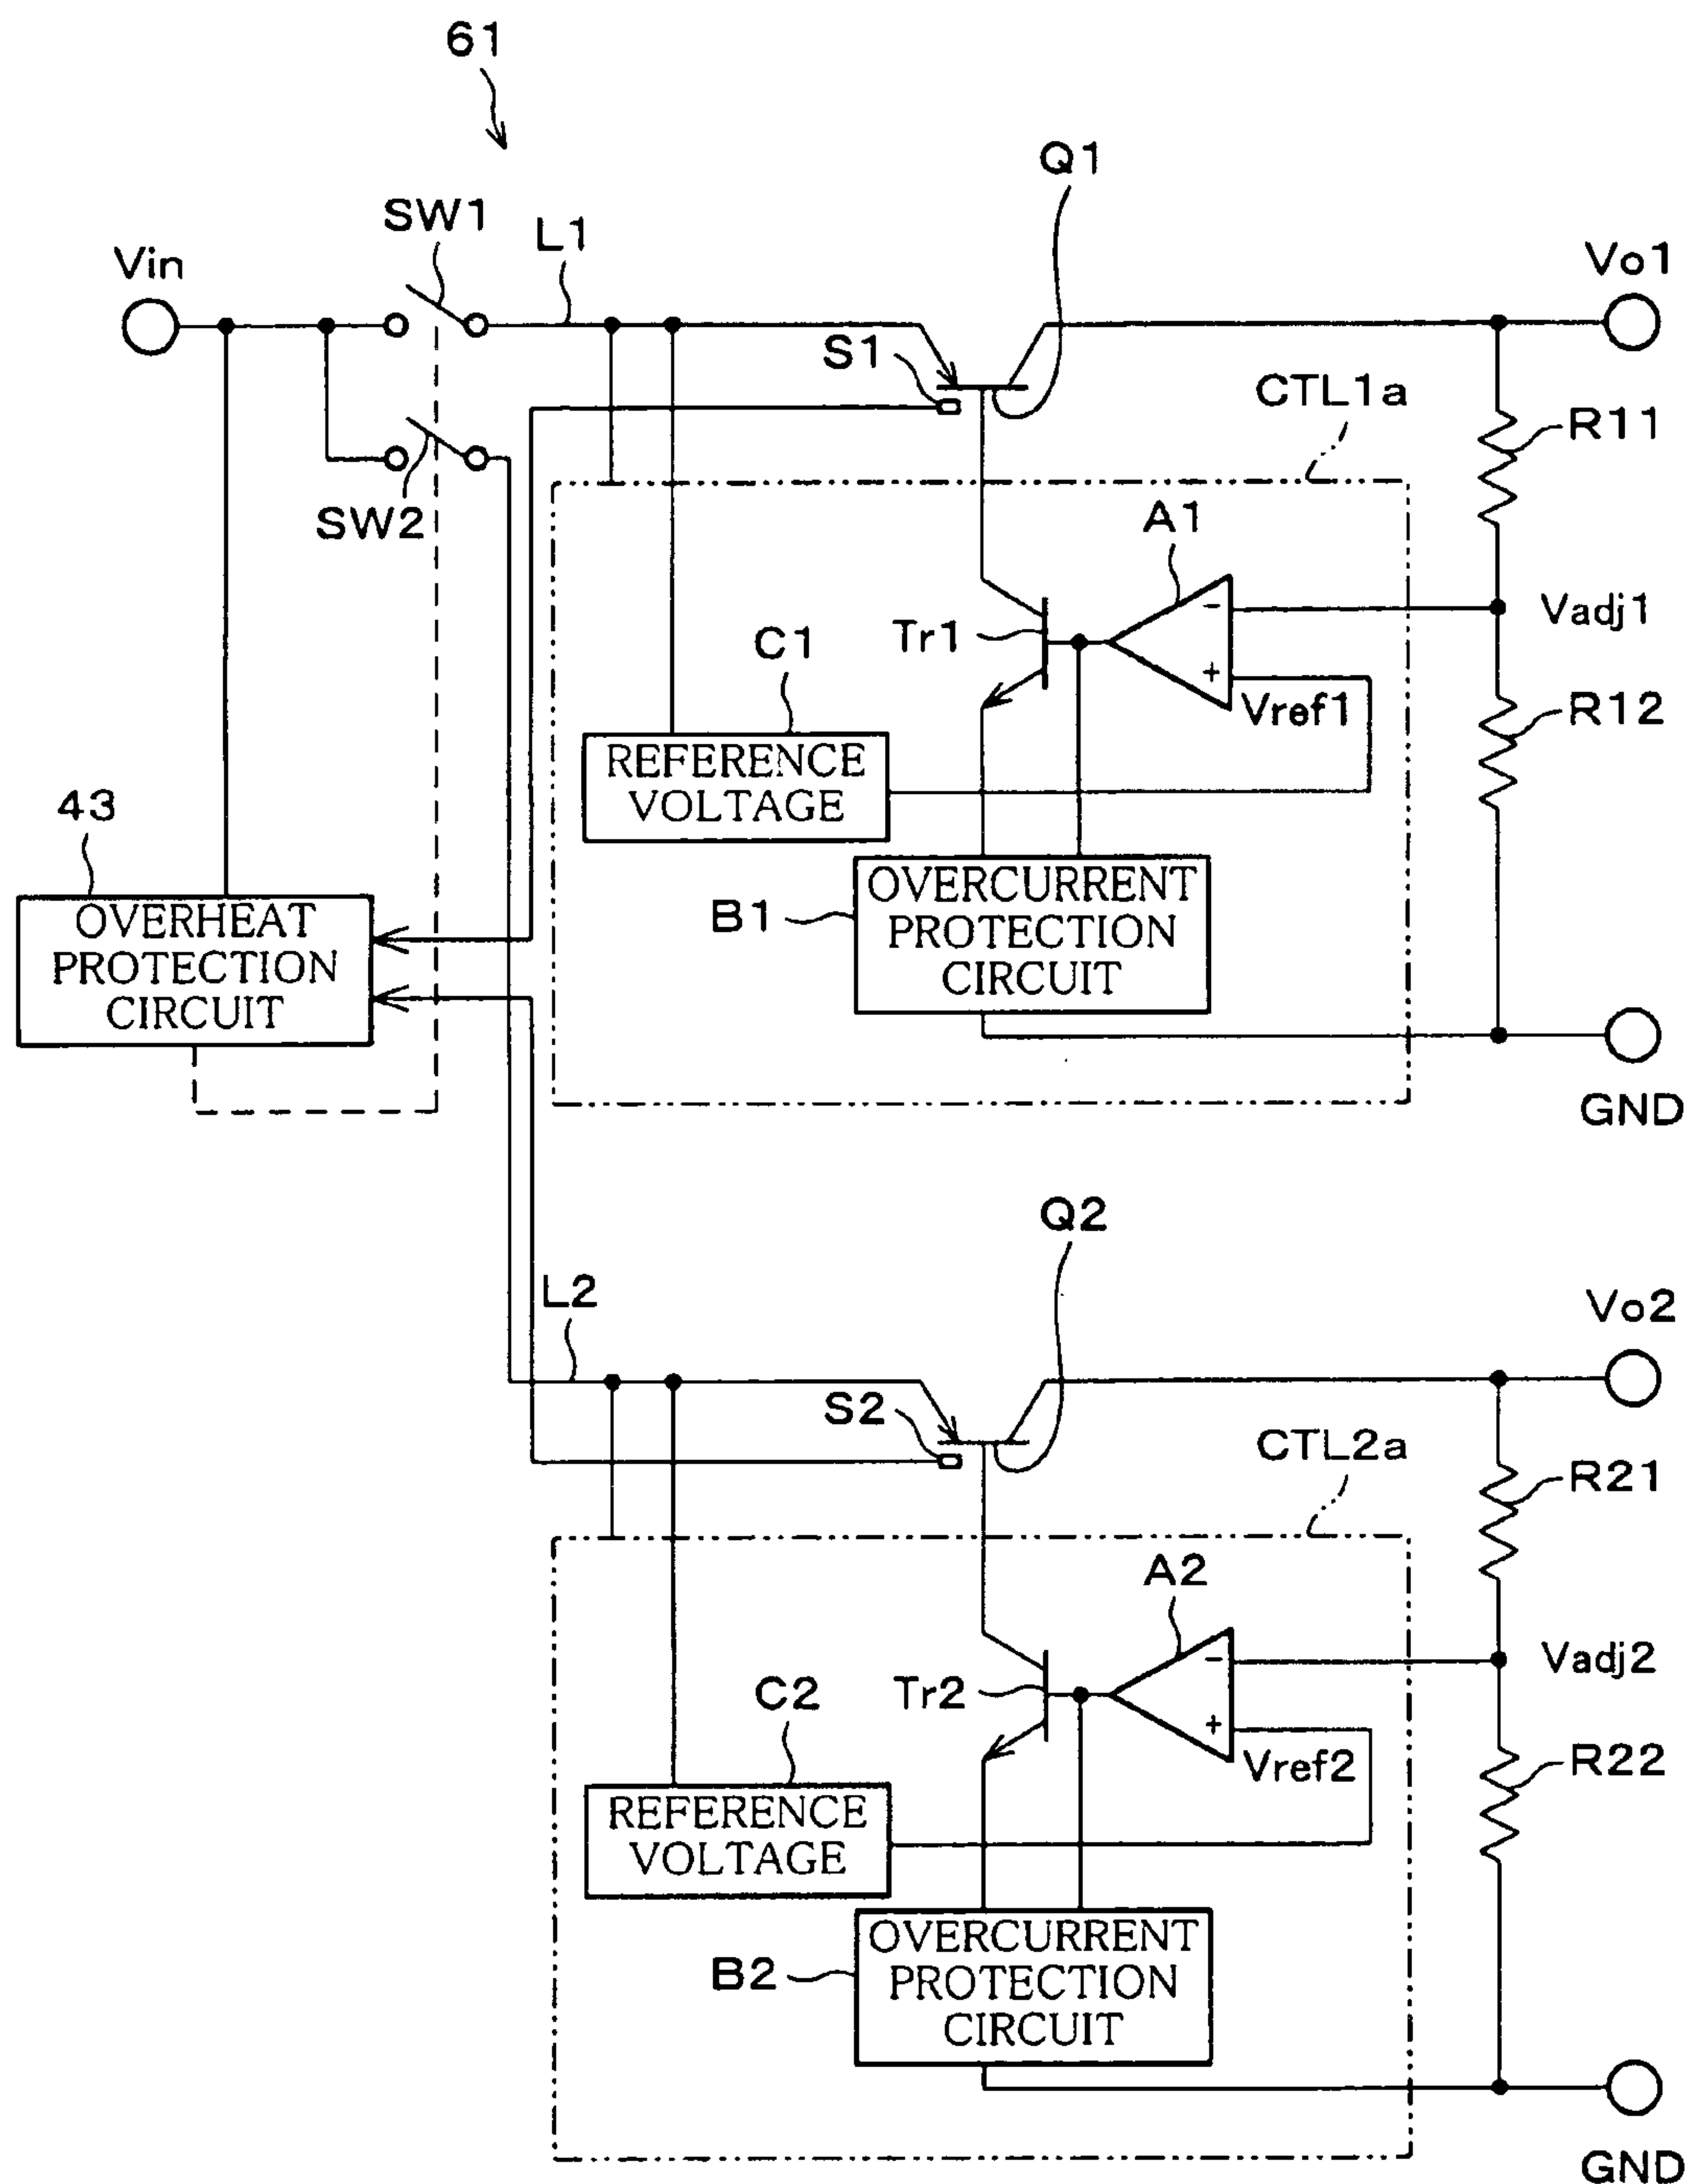 61
Q1
SW1
L1
Vin
Vo1
S1
CTL1a
R11
SW2
A1
Vadj1
Tr1
C1
-
+
Vref1
R12
REFERENCE
VOLTAGE
43
OVERHEAT
PROTECTION
CIRCUIT
B1
OVERCURRENT
PROTECTION
CIRCUIT
GND
Q2
L2
Vo2
S2
CTL2a
R21
A2
Vadj2
Tr2
C2
-
+
Vref2
R22
REFERENCE
VOLTAGE
B2
OVERCURRENT
PROTECTION
CIRCUIT
GND